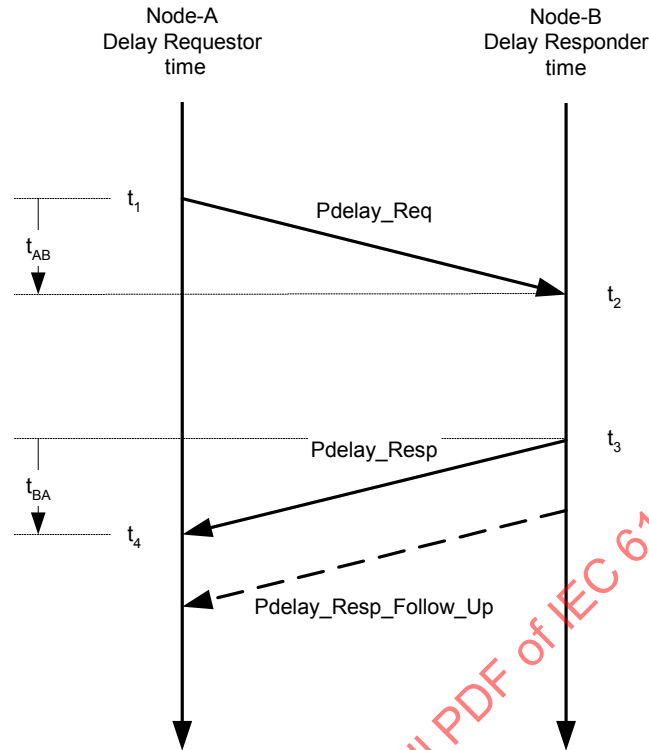 Node-A
Delay Requestor
time
Node-B
Delay Responder
time
t1
Pdelay_Req
tAB
t2
t3
Pdelay_Resp
tBA
t4
Pdelay_Resp_Follow_Up
PDF of IEC 61